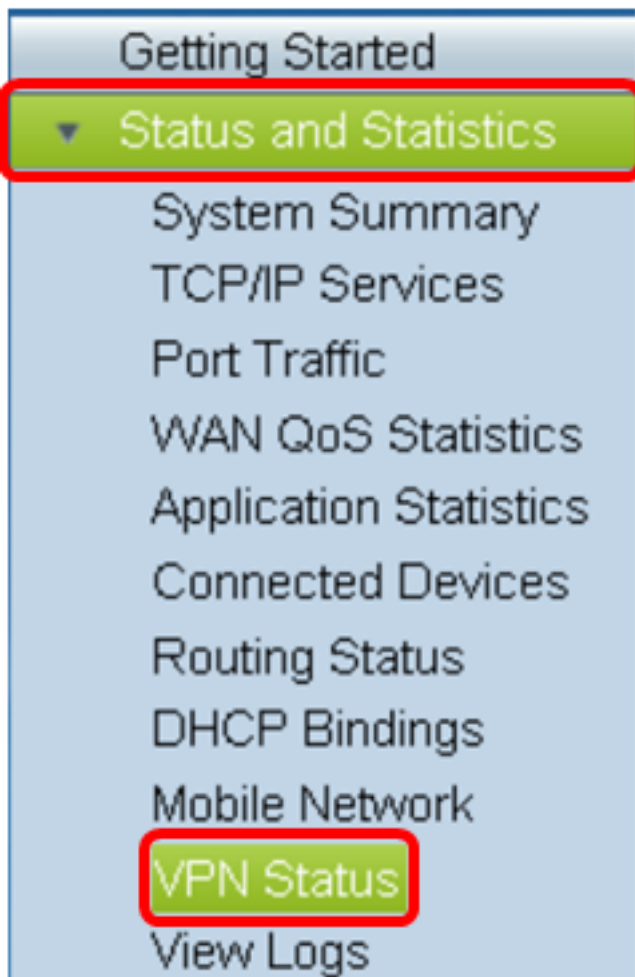 Getting Started
Status and Statistics
System Summary
TCP/IP Services
Port Traffic
WAN QoS Statistics
Application Statistics
Connected Devices
Routing Status
DHCP Bindings
Mobile Network
VPN Status
View Logs